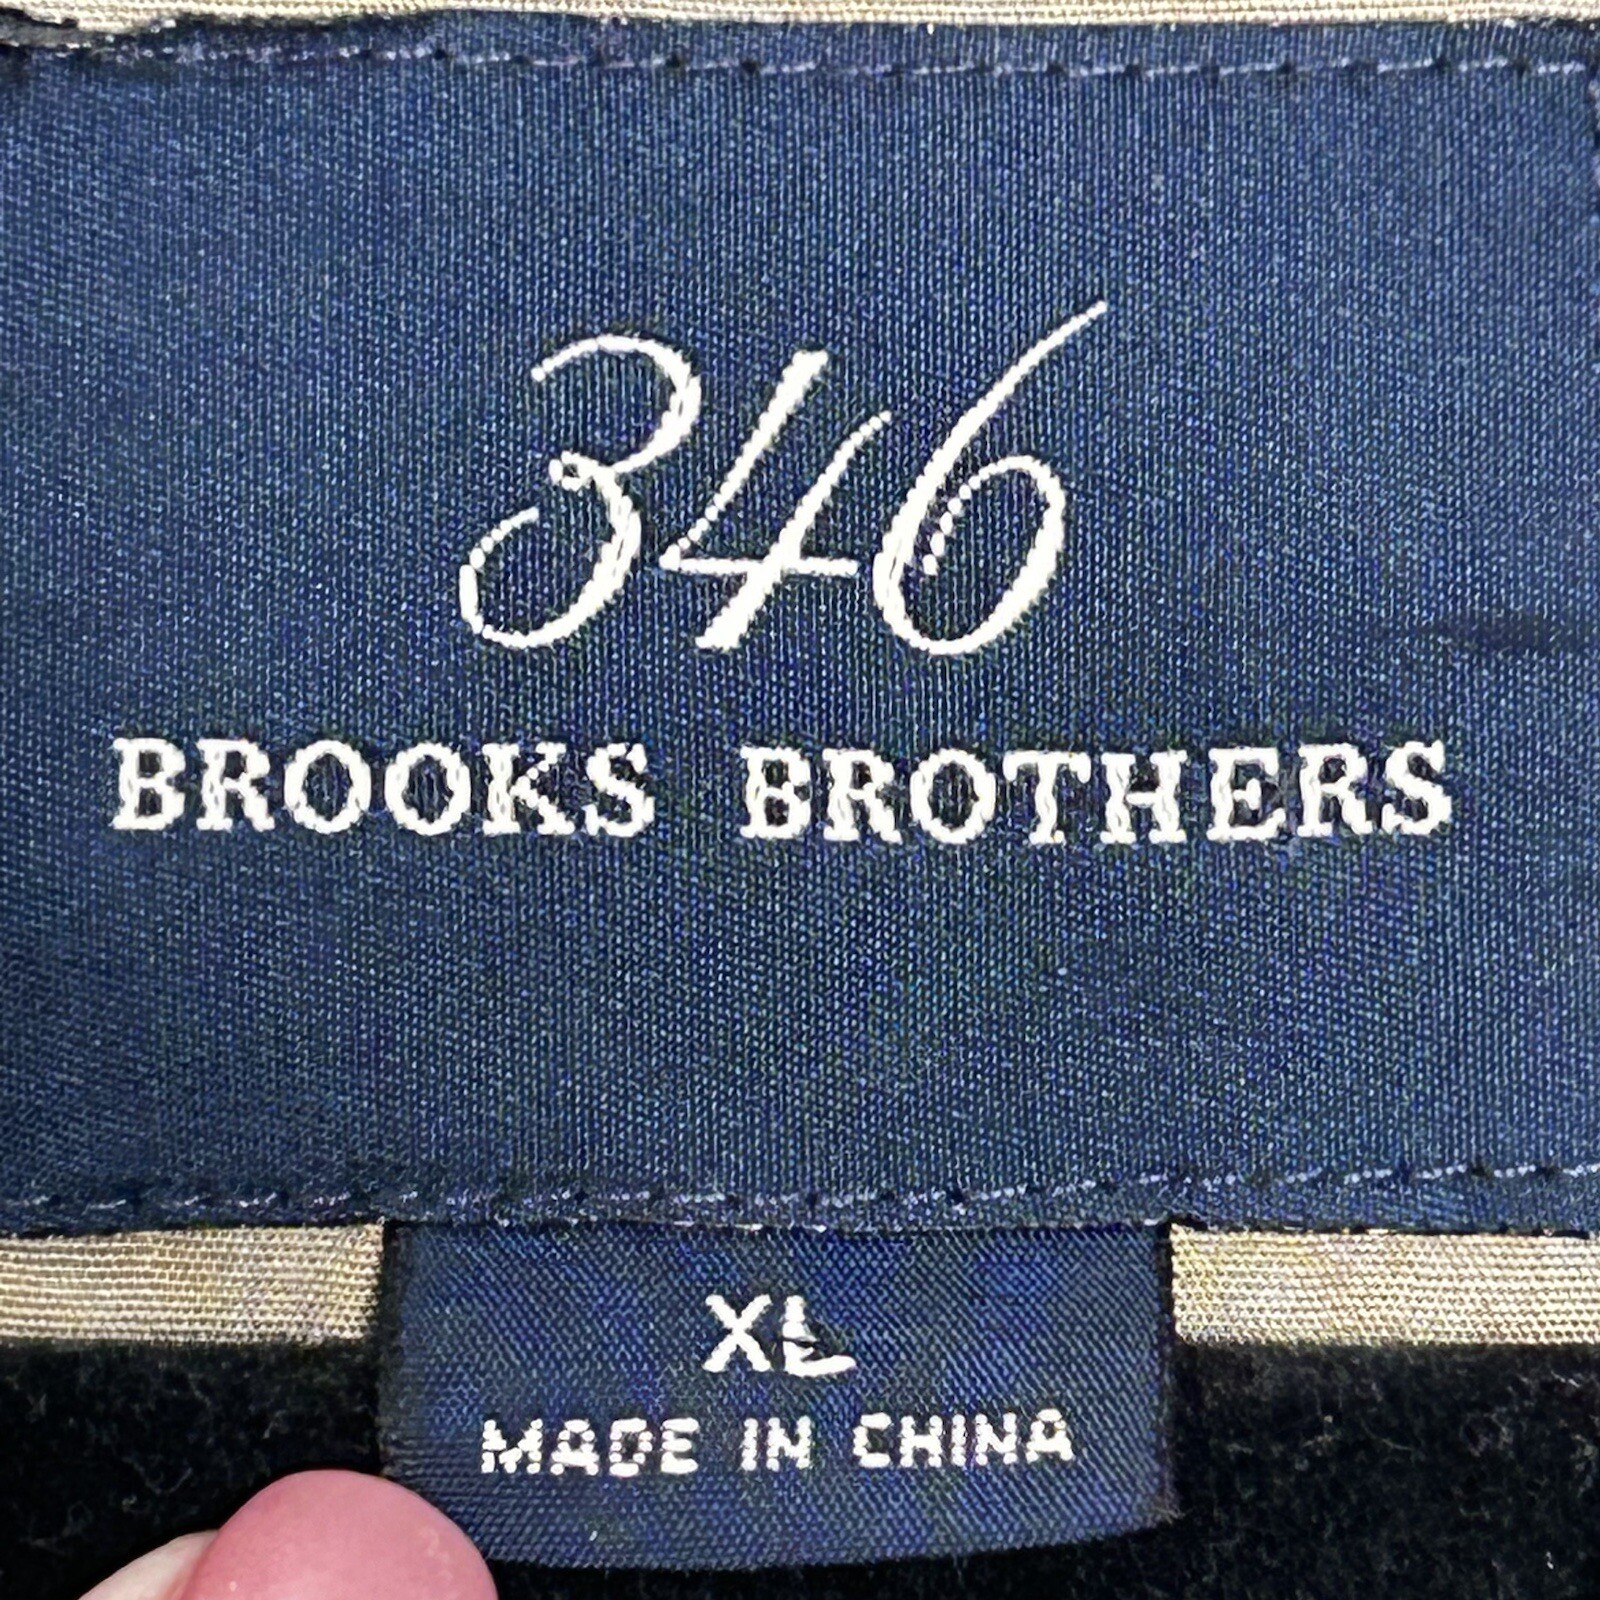 346
BROOKS BROTHERS
XL
MADE IN CHINA